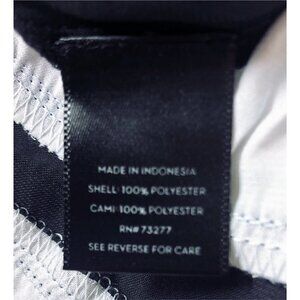 MADE IN INDONESIA
SHELL: 100% POLYESTER
CAMI: 100% POLYESTER
RN# 73277
SEE REVERSE FOR CARE